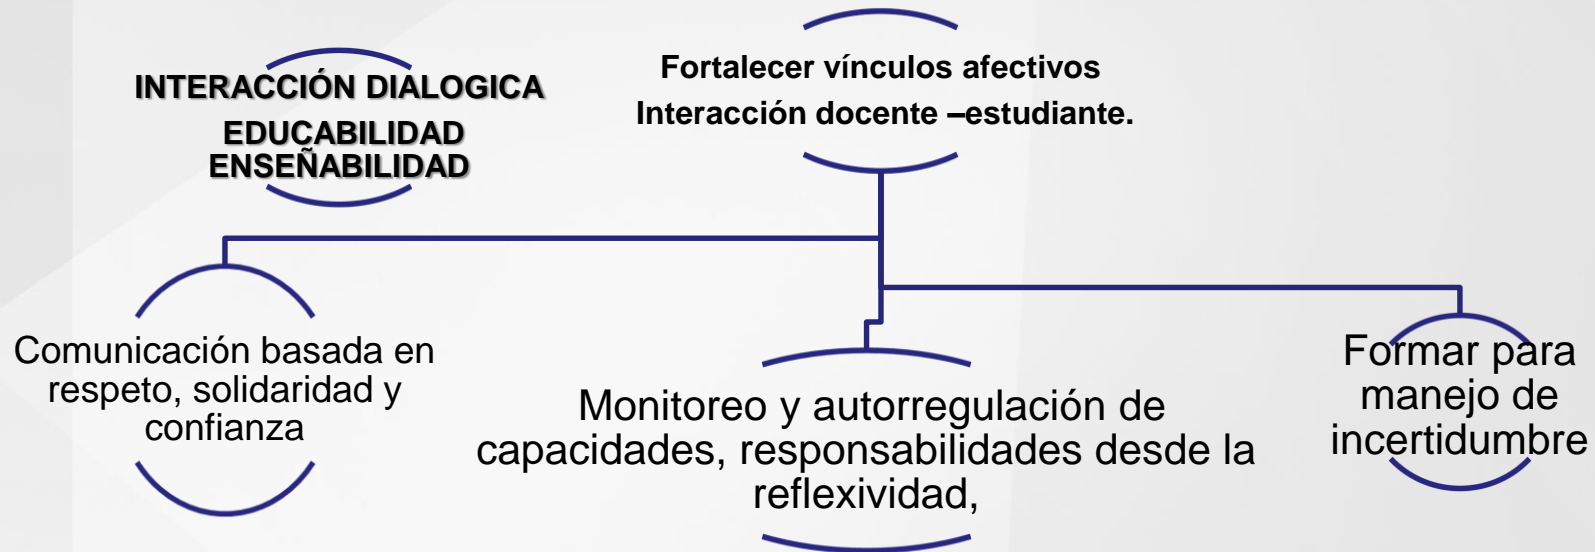 INTERACCIÓN DIALOGICA
EDUCABILIDAD
ENSEÑABILIDAD
Fortalecer vínculos afectivos
Interacción docente –estudiante.
Comunicación basada en
respeto, solidaridad y
confianza
Monitoreo y autorregulación de
capacidades, responsabilidades desde la
reflexividad,
Formar para
manejo de
incertidumbre